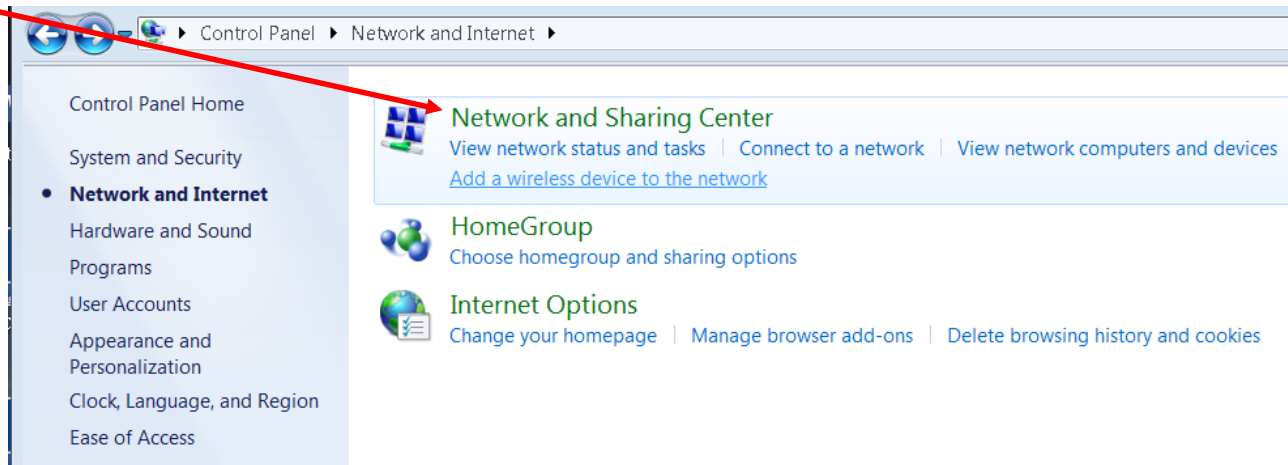 Control Panel ▸ Network and Internet ▸
Control Panel Home
System and Security
• Network and Internet
Hardware and Sound
Programs
User Accounts
Appearance and
Personalization
Clock, Language, and Region
Ease of Access
Network and Sharing Center
View network status and tasks | Connect to a network | View network computers and devices
Add a wireless device to the network
HomeGroup
Choose homegroup and sharing options
Internet Options
Change your homepage | Manage browser add-ons | Delete browsing history and cookies